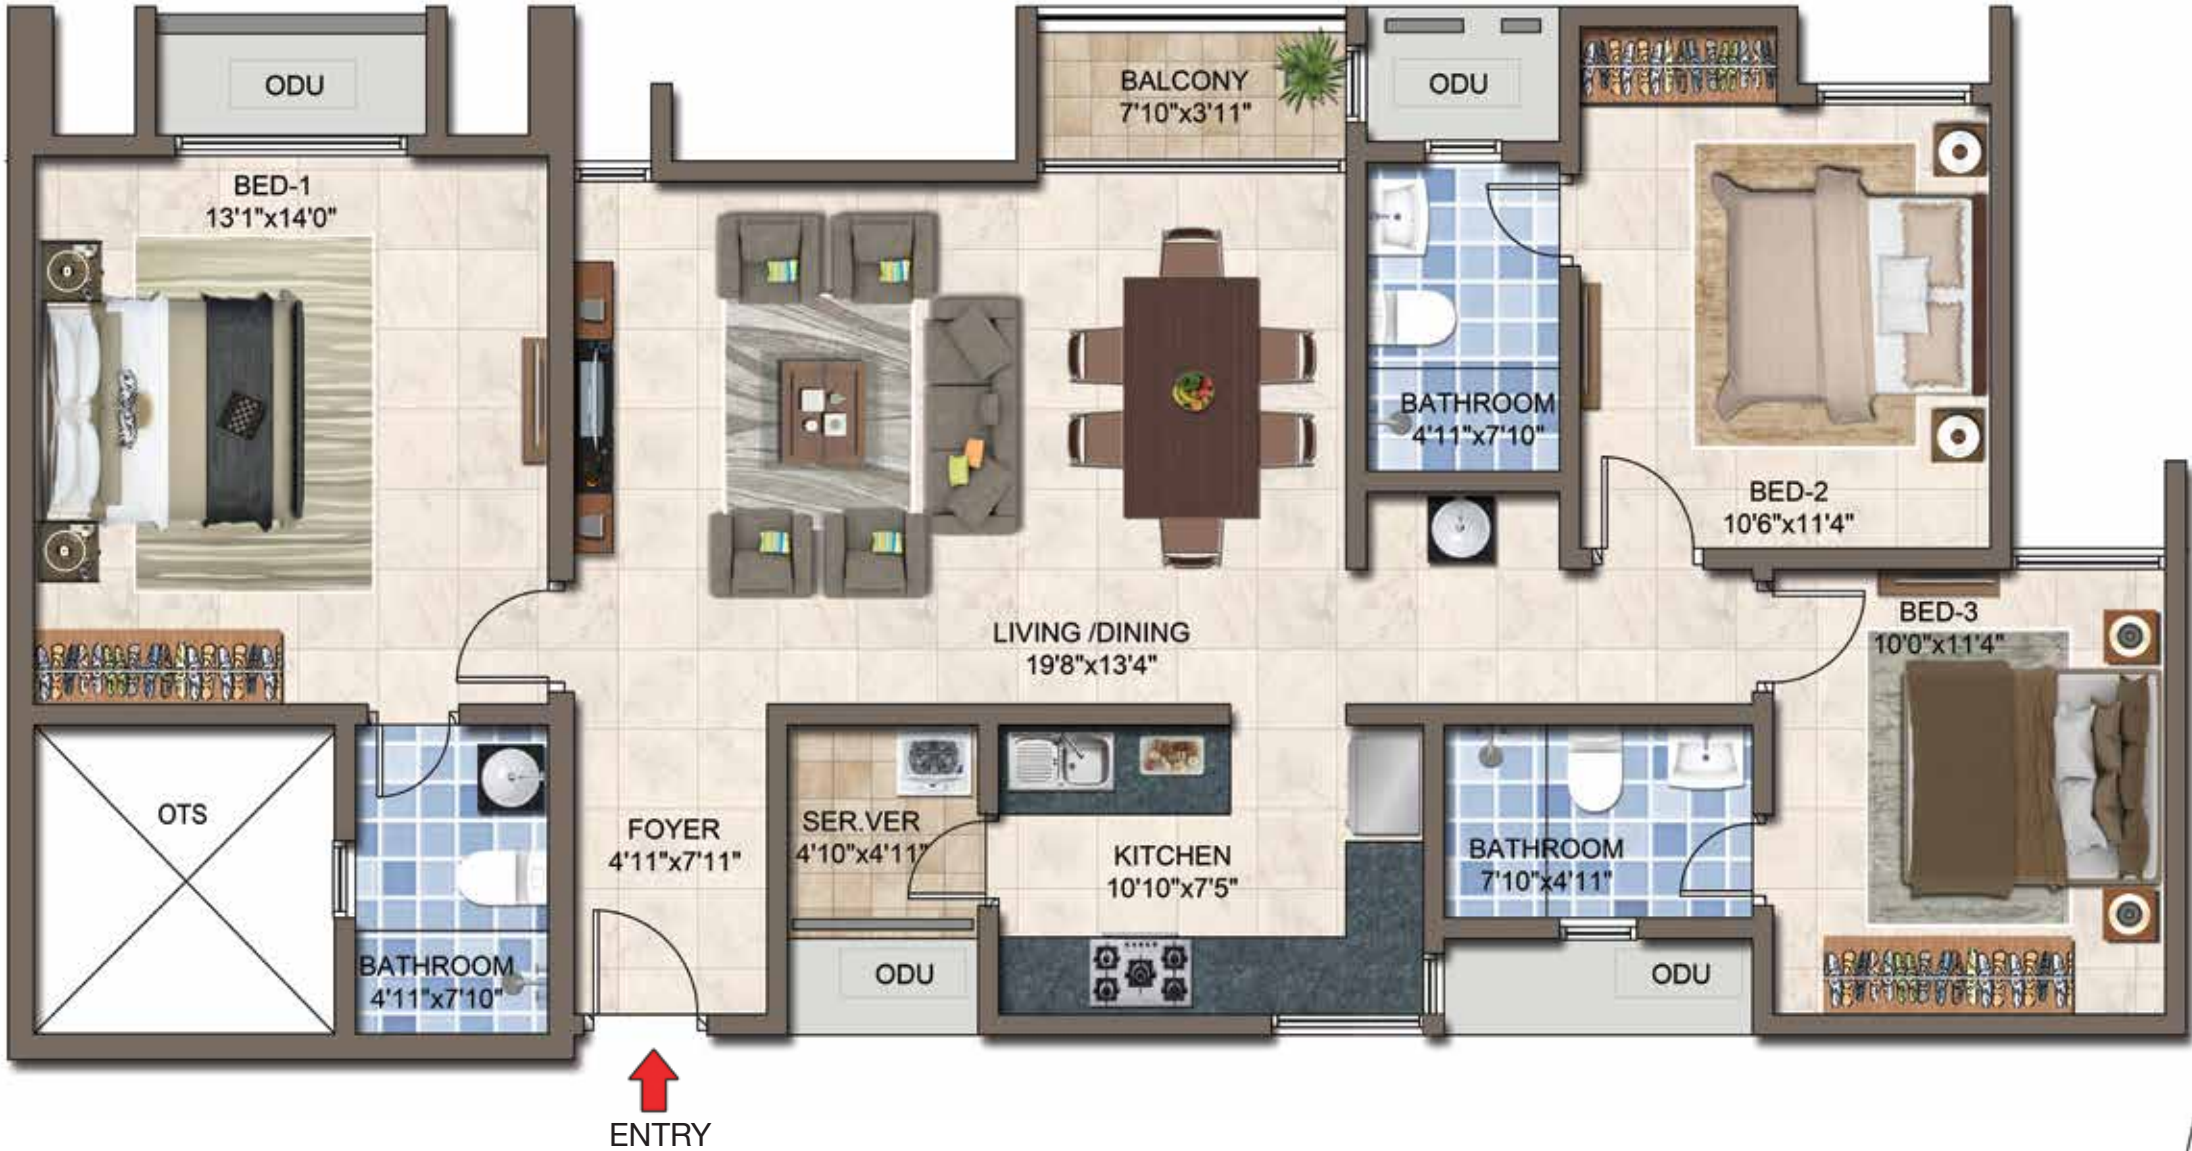 ODU
BALCONY
7'10"x3'11"
ODU
BED-1
13'1"x14'0"
BATHROOM
4'11"x7'10"
BED-2
10'6"x11'4"
BED-3
10'0"x11'4"
LIVING /DINING
19'8"x13'4"
OTS
FOYER
4'11"x7'11"
SER.VER
4'10"x4'11"
KITCHEN
10'10"x7'5"
BATHROOM
7'10"x4'11"
BATHROOM
4'11"x7'10"
ODU
ODU
ENTRY